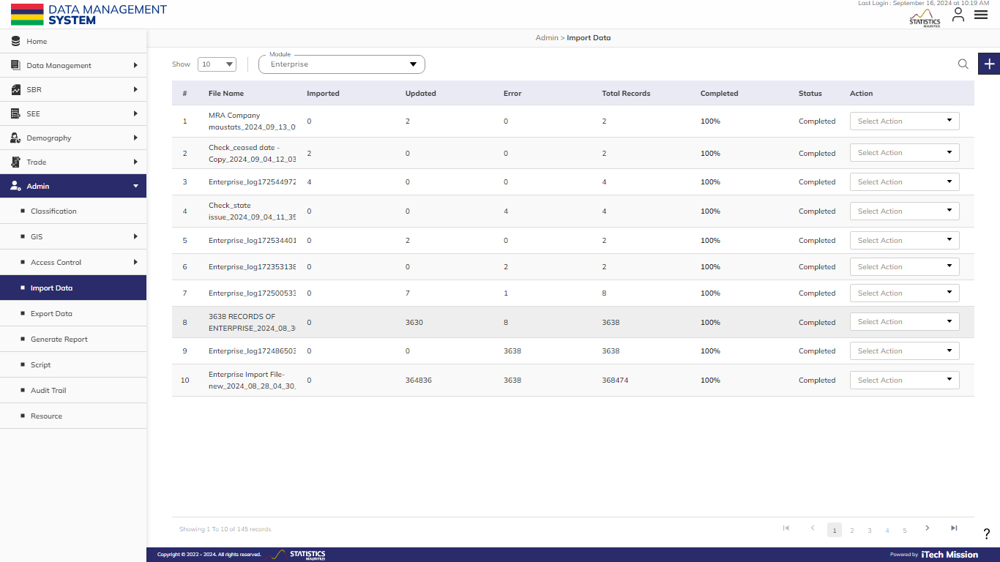 DATA MANAGEMENT
SYSTEM
Last Login : September 16, 2024 at 10:19 AM
STATISTICS
MAURITIUS
Home
Data Management
SBR
SEE
Demography
Trade
Admin
Classification
GIS
Access Control
Import Data
Export Data
Generate Report
Script
Audit Trail
Resource
Admin > Import Data
Show 10 Module
Enterprise
# File Name Imported Updated Error Total Records Completed Status Action
1 MRA Company
maustats_2024_09_13_0 0 2 0 2 100% Completed Select Action
2 Check_ceased date -
Copy_2024_09_04_12_03 2 0 0 2 100% Completed Select Action
3 Enterprise_log172544972 4 0 0 4 100% Completed Select Action
4 Check_state
issue_2024_09_04_11_35 0 0 4 4 100% Completed Select Action
5 Enterprise_log172534401 0 2 0 2 100% Completed Select Action
6 Enterprise_log172353138 0 0 2 2 100% Completed Select Action
7 Enterprise_log172500533 0 7 1 8 100% Completed Select Action
8 3638 RECORDS OF
ENTERPRISE_2024_08_3 0 3630 8 3638 100% Completed Select Action
9 Enterprise_log172486503 0 0 3638 3638 100% Completed Select Action
10 Enterprise Import File-
new_2024_08_28_04_30_ 0 364836 3638 368474 100% Completed Select Action
Showing 1 To 10 of 145 records
1 2 3 4 5
?
Copyright © 2022 - 2024. All rights reserved.
STATISTICS
MAURITIUS
Powered by iTech Mission